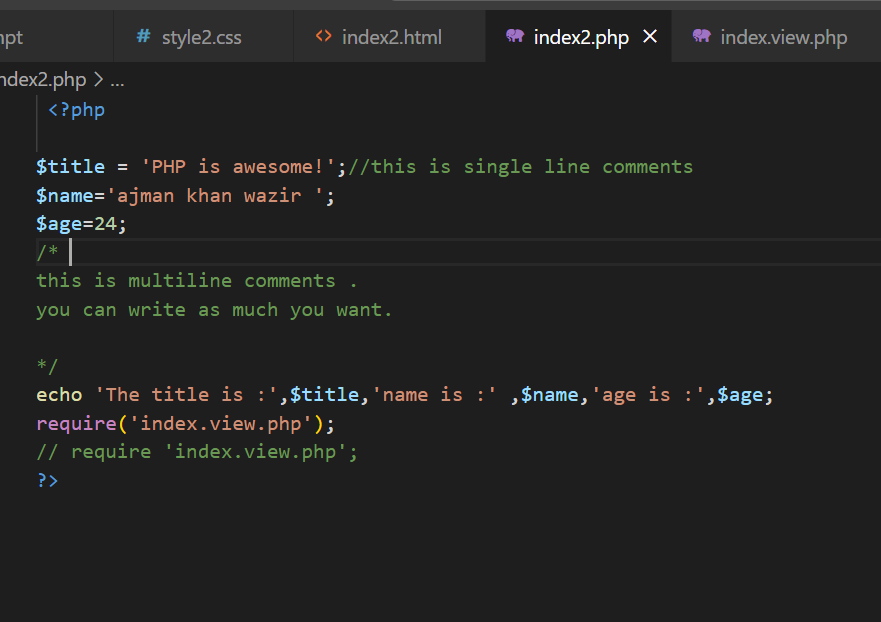 pt
# style2.css
<> index2.html
index2.php
index.view.php
ndex2.php > ...
<?php
$title = 'PHP is awesome!';//this is single line comments
$name='ajman khan wazir ';
$age=24;
/*
this is multiline comments .
you can write as much you want.
*/
echo 'The title is :',$title,'name is :' ,$name,'age is :',$age;
require('index.view.php');
// require 'index.view.php';
?>